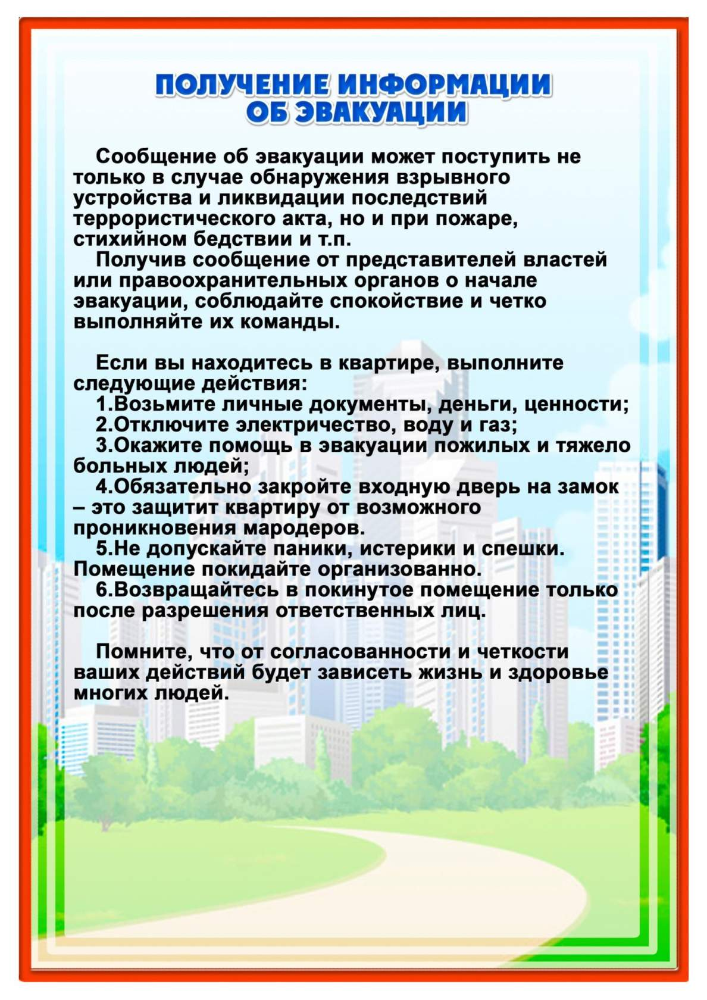 ПОЛУЧЕНИЕ ИНФОРМАЦИИ
ОБ ЭВАКУАЦИИ
Сообщение об эвакуации может поступить не
только в случае обнаружения взрывного
устройства и ликвидации последствий
террористического акта, но и при пожаре,
стихийном бедствии и т.п.
Получив сообщение от представителей властей
или правоохранительных органов о начале
эвакуации, соблюдайте спокойствие и четко
выполняйте их команды.
Если вы находитесь в квартире, выполните
следующие действия:
1.Возьмите личные документы, деньги, ценности;
2.Отключите электричество, воду и газ;
3.Окажите помощь в эвакуации пожилых и тяжело
больных людей;
4.Обязательно закройте входную дверь на замок
– это защитит квартиру от возможного
проникновения мародеров.
5.Не допускайте паники, истерики и спешки.
Помещение покидайте организованно.
6.Возвращайтесь в покинутое помещение только
после разрешения ответственных лиц.
Помните, что от согласованности и четкости
ваших действий будет зависеть жизнь и здоровье
многих людей.